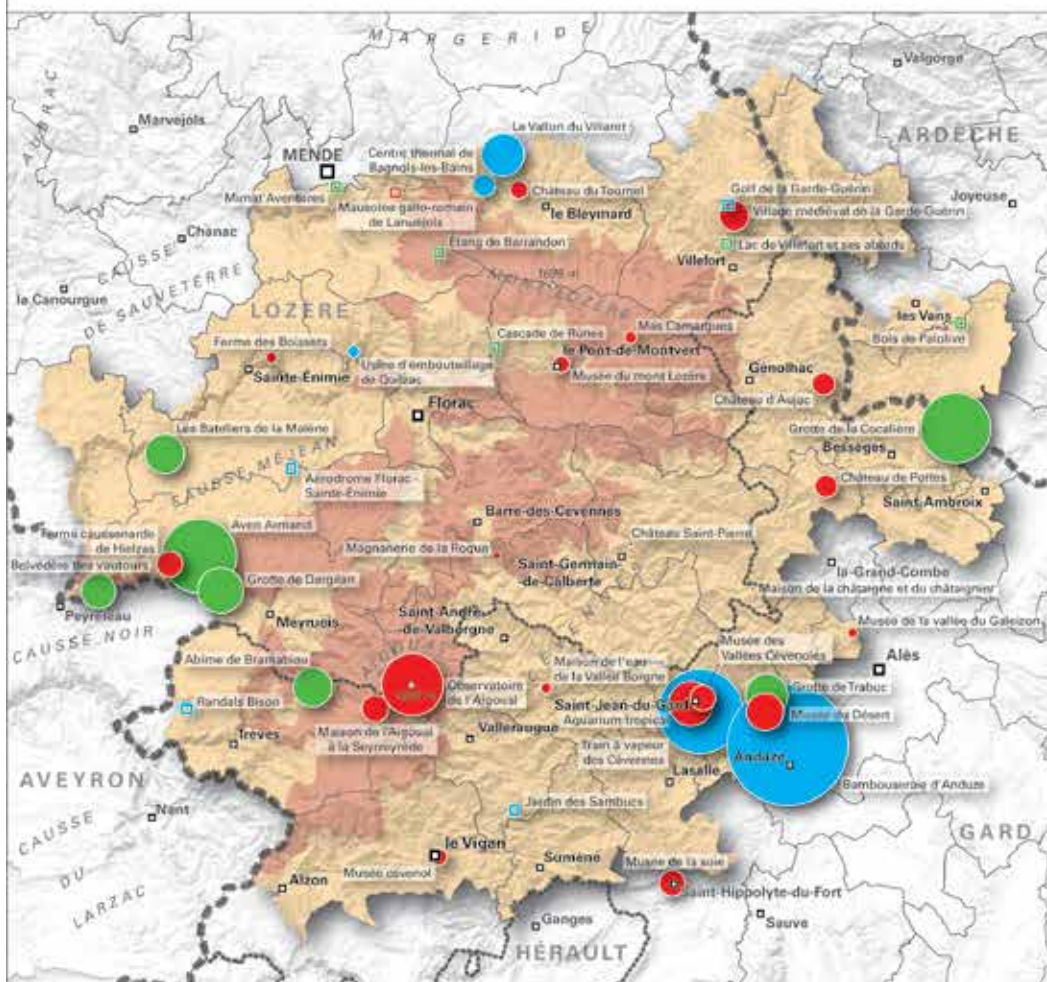 MARGERIDE
AUBRAC
Valgorge
Marvejols
ARDÈCHE
Le Vallon du Villaret
MENDE
Centre thermal de
Bagnols-les-Bains
Château du Tournel
Golf de la Garde-Guérin
Joyeuse
Mimat Aventures
Mausolée gallo-romain
de Lanuéjols
le Bleymard
Village médiéval de la Garde-Guérin
Chanac
Étang de Barrandon
Lac de Villefort et ses abords
CAUSSE
DE SAUVETERRE
Villefort
1699 m
MONT LOZÈRE
le Canourgue
LOZÈRE
les Vans
Cascade de Runes
Mas Camargues
Bois de Païolive
Ferme des Boissets
le Pont-de-Montvert
Sainte-Énimie
Usine d'embouteillage
de Quézac
Musée du mont Lozère
Génolhac
Château d'Aujac
Florac
Les Bateliers de la Malène
Grotte de la Cocalière
Bessèges
CAUSSE MÉJEAN
Aérodrome Florac -
Sainte-Énimie
Château de Portes
Saint-Ambroix
Barre-des-Cévennes
Aven Armand
Ferme caussenarde
de Hielzas
Château Saint-Pierre
Belvédère des vautours
Magnanerie de la Roque
Saint-Germain-
de-Calberte
la-Grand-Combe
Grotte de Dargilan
Maison de la châtaigne et du châtaignier
Peyreleau
Meyrueis
Saint-André-
de-Valborgne
CAUSSE NOIR
Musée de la vallée du Galeizon
Musée des
Vallées Cévenoles
Alès
Abîme de Bramabiau
Maison de l'eau
de la Vallée Borgne
Observatoire
de l'Aigoual
Grotte de Trabuc
Saint-Jean-du-Gard
Randals Bison
Musée du Désert
Aquarium tropical
Maison de l'Aigoual
à la Serreyrède
Valleraugue
Trèves
Train à vapeur
des Cévennes
Anduze
Lasalle
AVEYRON
Bambouseraie d'Anduze
Nant
Jardin des Sambucs
GARD
CAUSSE
DU
LARZAC
le Vigan
Sumène
Musée de la soie
Musée cévenol
Alzon
Saint-Hippolyte-du-Fort
Ganges
Sauve
HÉRAULT